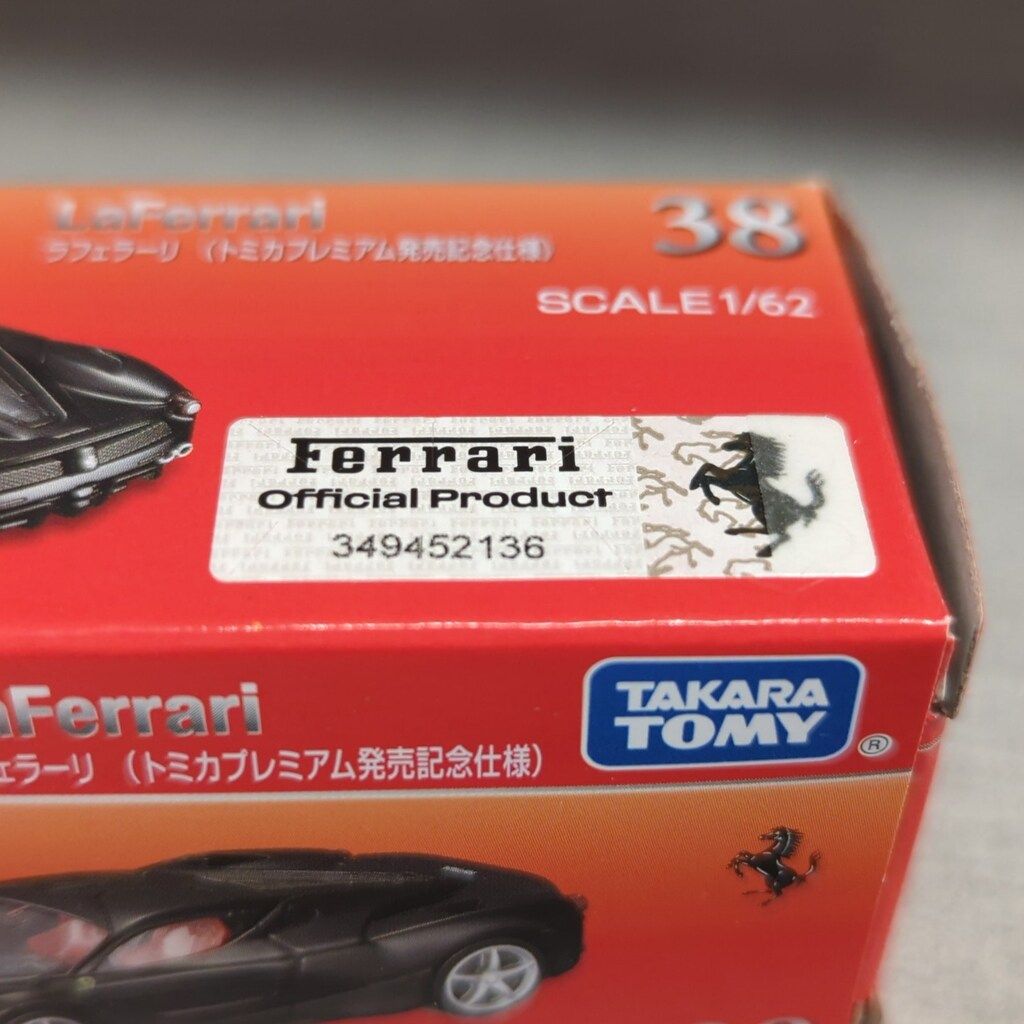 LaFerrari
38
ラフェラーリ (トミカプレミアム発売記念仕様)
SCALE 1/62
Ferrari
Official Product
349452136
aFerrari
TAKARA
TOMY
®
ェラーリ (トミカプレミアム発売記念仕様)